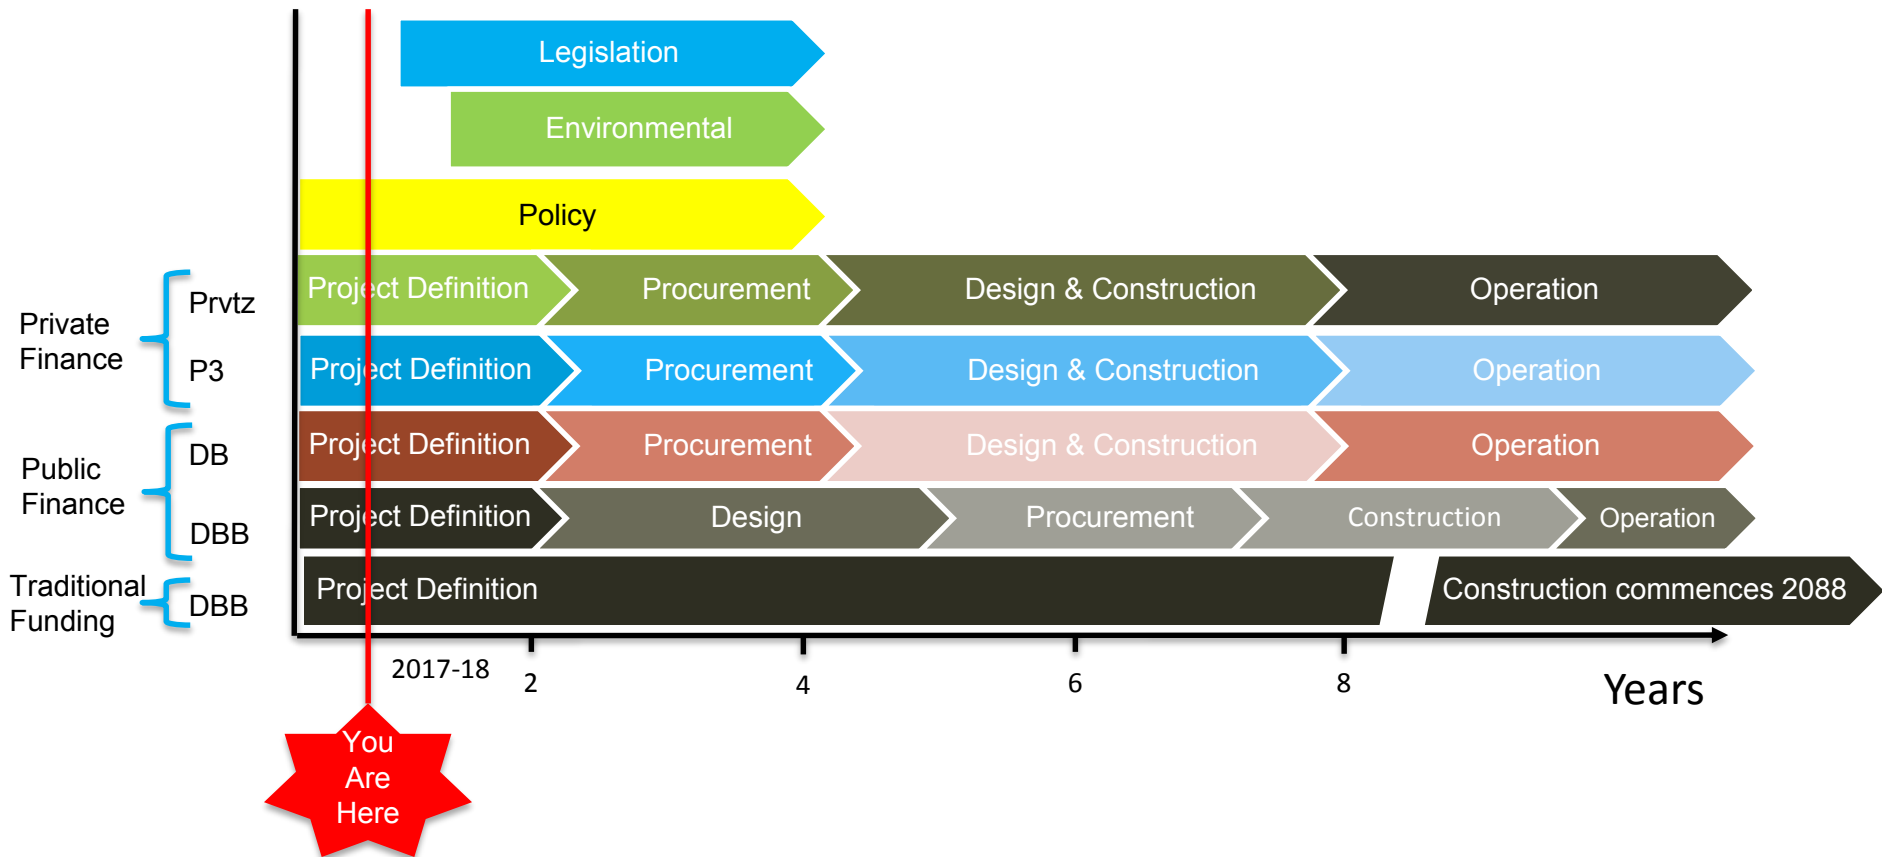 Legislation
Environmental
Policy
Private
Finance
Prvtz
Project Definition
Procurement
Design & Construction
Operation
P3
Project Definition
Procurement
Design & Construction
Operation
Public
Finance
DB
Project Definition
Procurement
Design & Construction
Operation
DBB
Project Definition
Design
Procurement
Construction
Operation
Traditional
Funding
DBB
Project Definition
Construction commences 2088
2017-18
2
4
6
8
Years
You
Are
Here